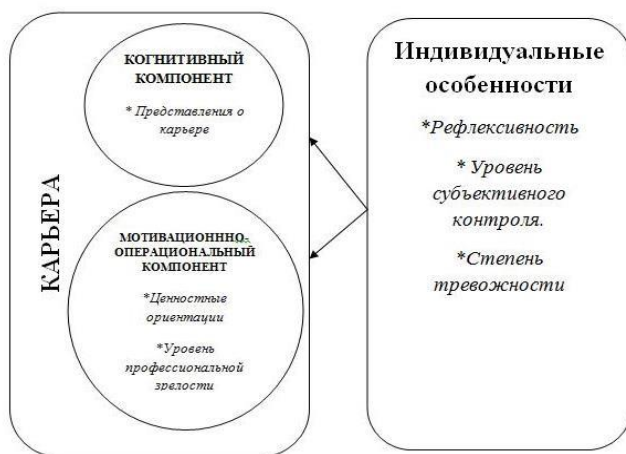 КАРЬЕРА
КОГНИТИВНЫЙ
КОМПОНЕНТ
* Представления о
карьере
МОТИВАЦИОНННО-
ОПЕРАЦИОНАЛЬНЫЙ
КОМПОНЕНТ
*Ценностные
ориентации
*Уровень
профессиональной
зрелости
Индивидуальные
особенности
*Рефлексивность
* Уровень
субъективного
контроля.
*Степень
тревожности